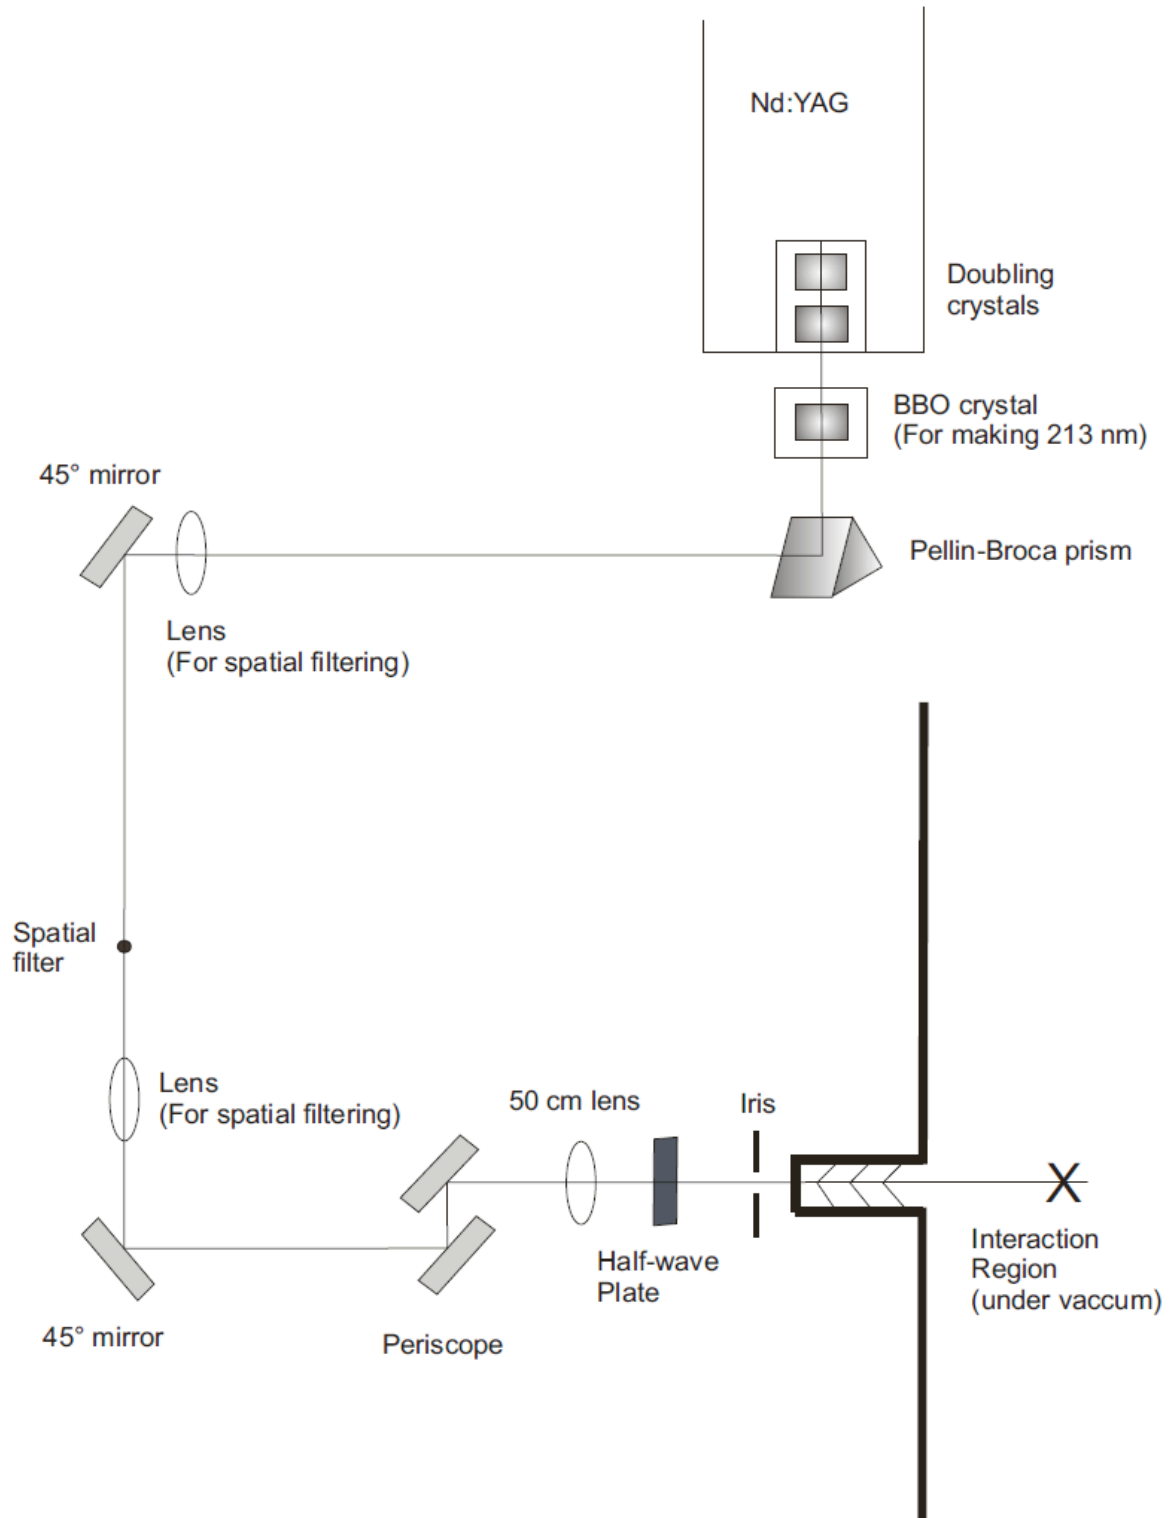 Nd:YAG
Doubling
crystals
BBO crystal
(For making 213 nm)
45° mirror
Pellin-Broca prism
Lens
(For spatial filtering)
Spatial
filter
Lens
(For spatial filtering)
50 cm lens
Iris
Half-wave
Plate
Interaction
Region
(under vaccum)
45° mirror
Periscope